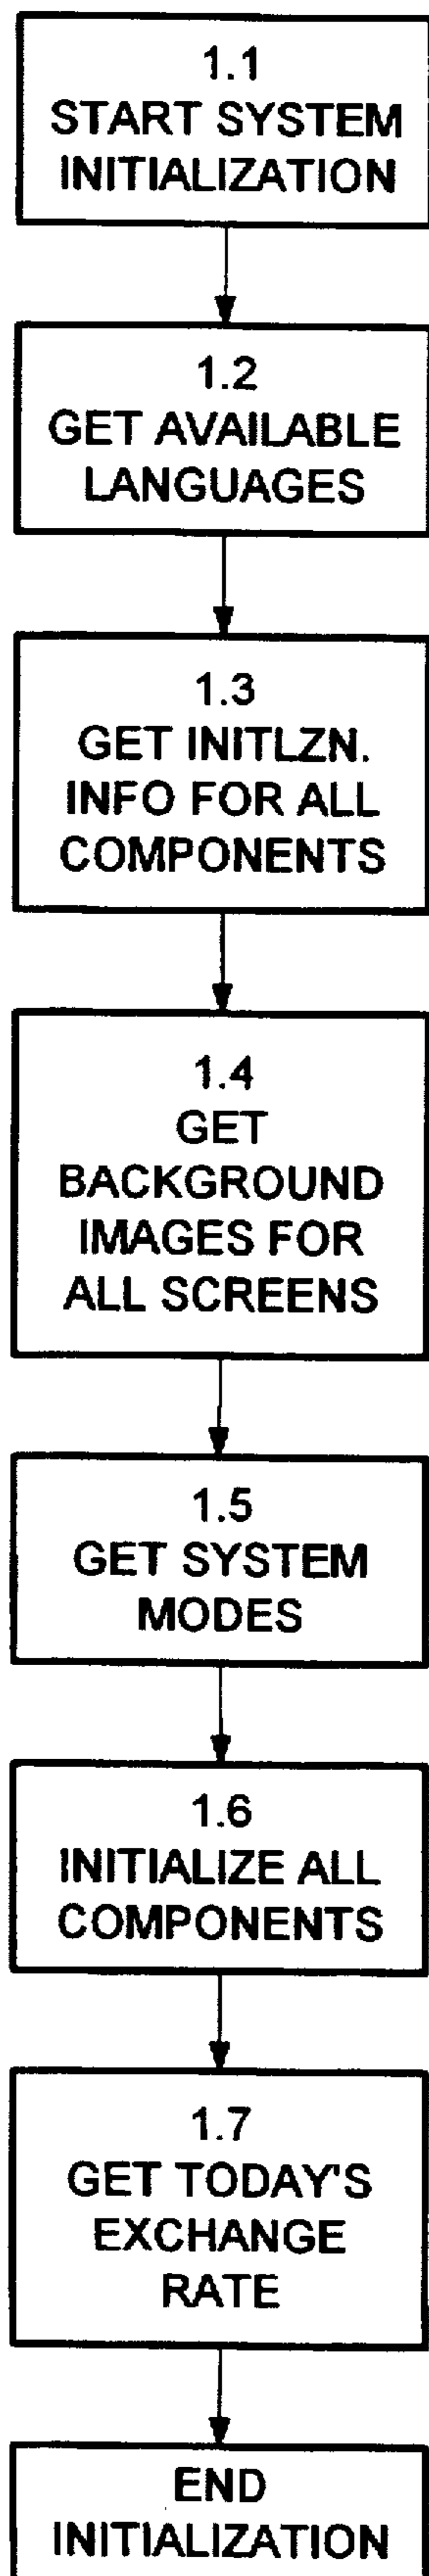 1.1
START SYSTEM
INITIALIZATION
1.2
GET AVAILABLE
LANGUAGES
1.3
GET INITLZN.
INFO FOR ALL
COMPONENTS
1.4
GET
BACKGROUND
IMAGES FOR
ALL SCREENS
1.5
GET SYSTEM
MODES
1.6
INITIALIZE ALL
COMPONENTS
1.7
GET TODAY'S
EXCHANGE
RATE
END
INITIALIZATION